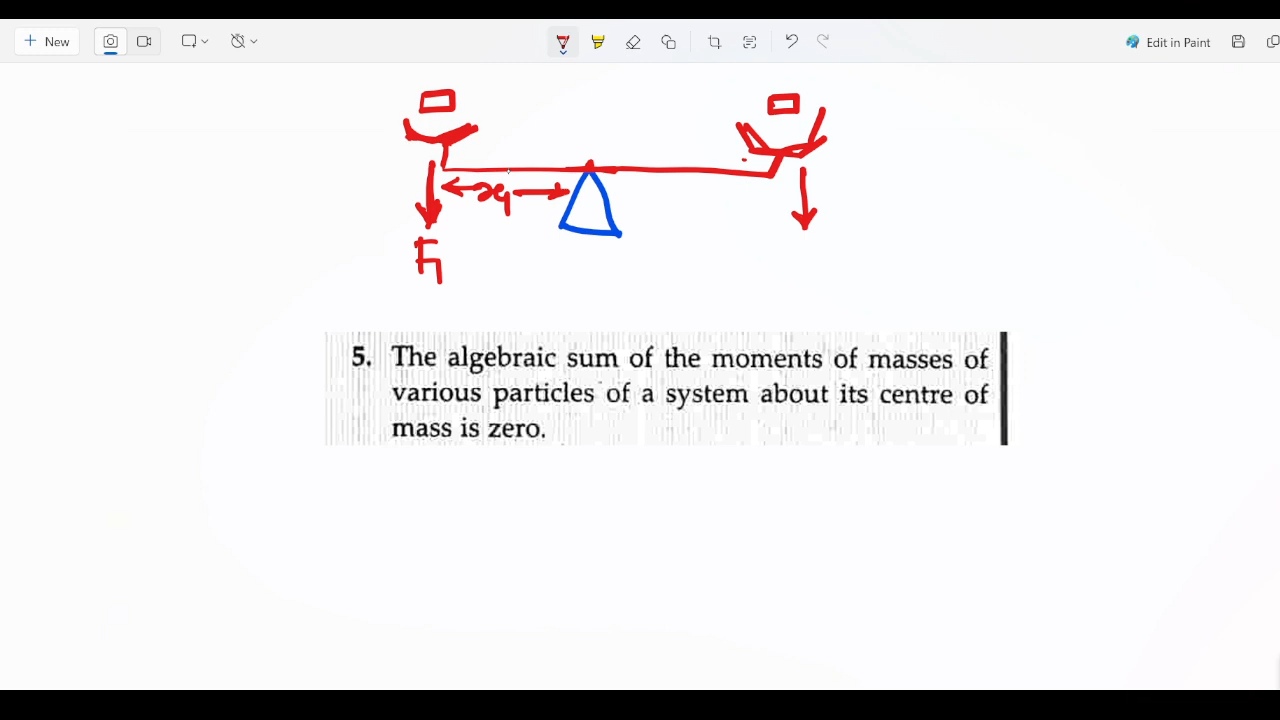 New
Edit in Paint
x1
F1
5. The algebraic sum of the moments of masses of
various particles of a system about its centre of
mass is zero.